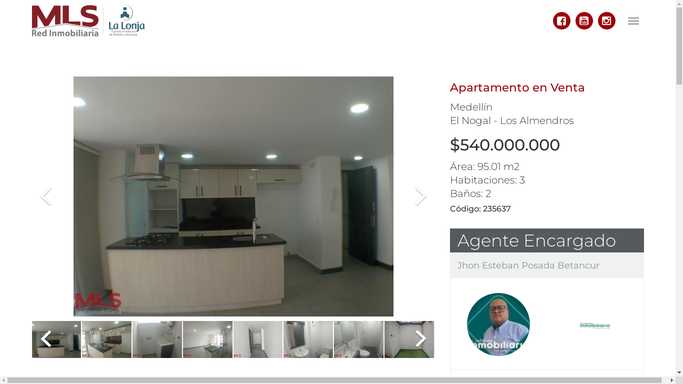 MLS
Red Inmobiliaria
La Lonja
Apartamento en Venta
Medellín
El Nogal - Los Almendros
$540.000.000
Área: 95.01 m2
Habitaciones: 3
Baños: 2
Código: 235637
MLS
Agente Encargado
Jhon Esteban Posada Betancur